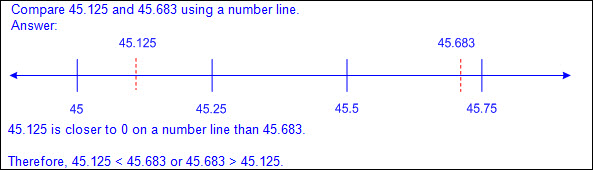 Compare 45.125 and 45.683 using a number line.
Answer:
45.125 45.683
45 45.25 45.5 45.75
45.125 is closer to 0 on a number line than 45.683.
Therefore, 45.125 < 45.683 or 45.683 > 45.125.